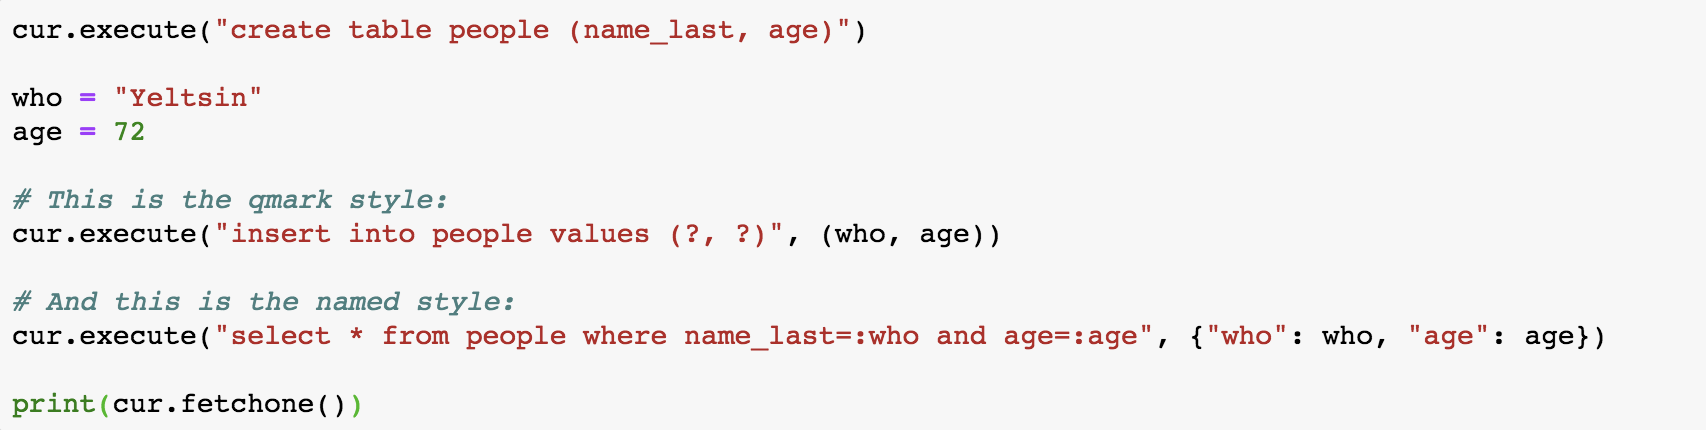 cur.execute("create table people (name_last, age)")
who = "Yeltsin"
age = 72
# This is the qmark style:
cur.execute("insert into people values (?, ?)", (who, age))
# And this is the named style:
cur.execute("select * from people where name_last=:who and age=:age", {"who": who, "age": age})
print(cur.fetchone())